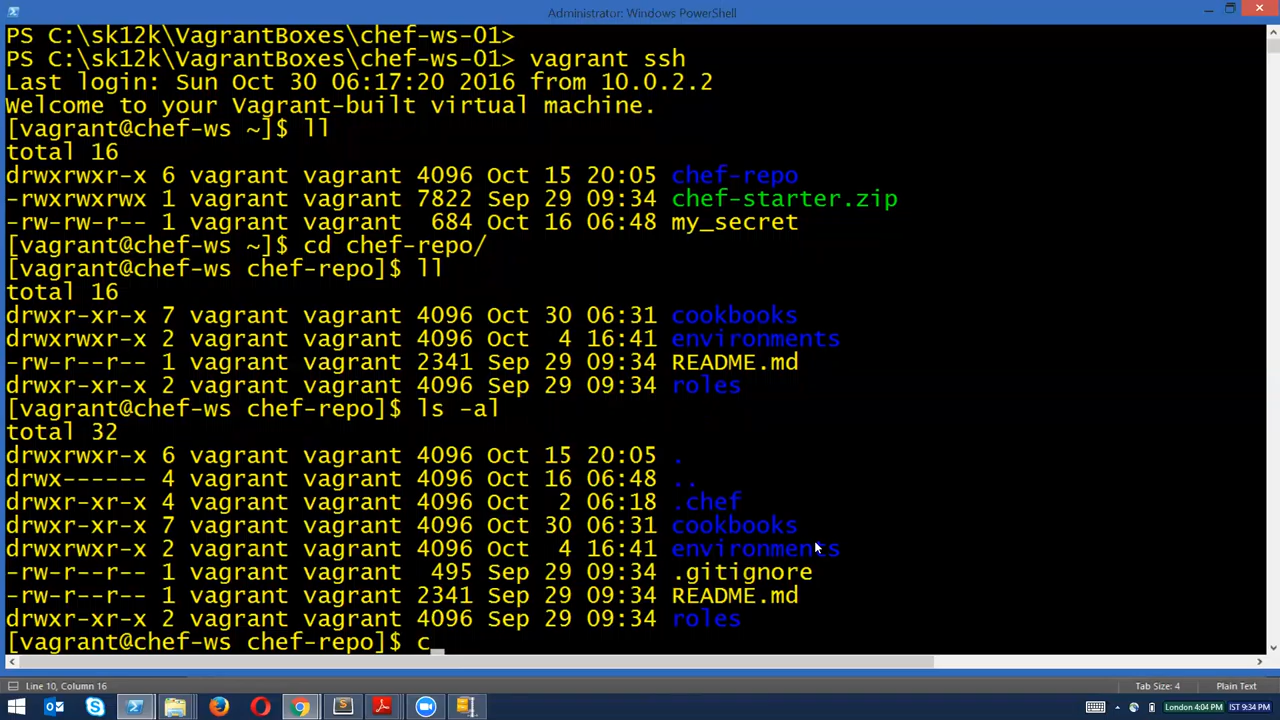 Administrator: Windows PowerShell
PS C:\sk12k\VagrantBoxes\chef-ws-01>
PS C:\sk12k\VagrantBoxes\chef-ws-01> vagrant ssh
Last login: Sun Oct 30 06:17:20 2016 from 10.0.2.2
Welcome to your Vagrant-built virtual machine.
[vagrant@chef-ws ~]$ ll
total 16
drwxrwxr-x 6 vagrant vagrant 4096 Oct 15 20:05 chef-repo
-rwxrwxrwx 1 vagrant vagrant 7822 Sep 29 09:34 chef-starter.zip
-rw-rw-r-- 1 vagrant vagrant  684 Oct 16 06:48 my_secret
[vagrant@chef-ws ~]$ cd chef-repo/
[vagrant@chef-ws chef-repo]$ ll
total 16
drwxr-xr-x 7 vagrant vagrant 4096 Oct 30 06:31 cookbooks
drwxrwxr-x 2 vagrant vagrant 4096 Oct  4 16:41 environments
-rw-r--r-- 1 vagrant vagrant 2341 Sep 29 09:34 README.md
drwxr-xr-x 2 vagrant vagrant 4096 Sep 29 09:34 roles
[vagrant@chef-ws chef-repo]$ ls -al
total 32
drwxrwxr-x 6 vagrant vagrant 4096 Oct 15 20:05 .
drwx------ 4 vagrant vagrant 4096 Oct 16 06:48 ..
drwxr-xr-x 4 vagrant vagrant 4096 Oct  2 06:18 .chef
drwxr-xr-x 7 vagrant vagrant 4096 Oct 30 06:31 cookbooks
drwxrwxr-x 2 vagrant vagrant 4096 Oct  4 16:41 environments
-rw-r--r-- 1 vagrant vagrant  495 Sep 29 09:34 .gitignore
-rw-r--r-- 1 vagrant vagrant 2341 Sep 29 09:34 README.md
drwxr-xr-x 2 vagrant vagrant 4096 Sep 29 09:34 roles
[vagrant@chef-ws chef-repo]$ c
Line 10, Column 16
Tab Size: 4
Plain Text
London 4:04 PM
IST 9:34 PM